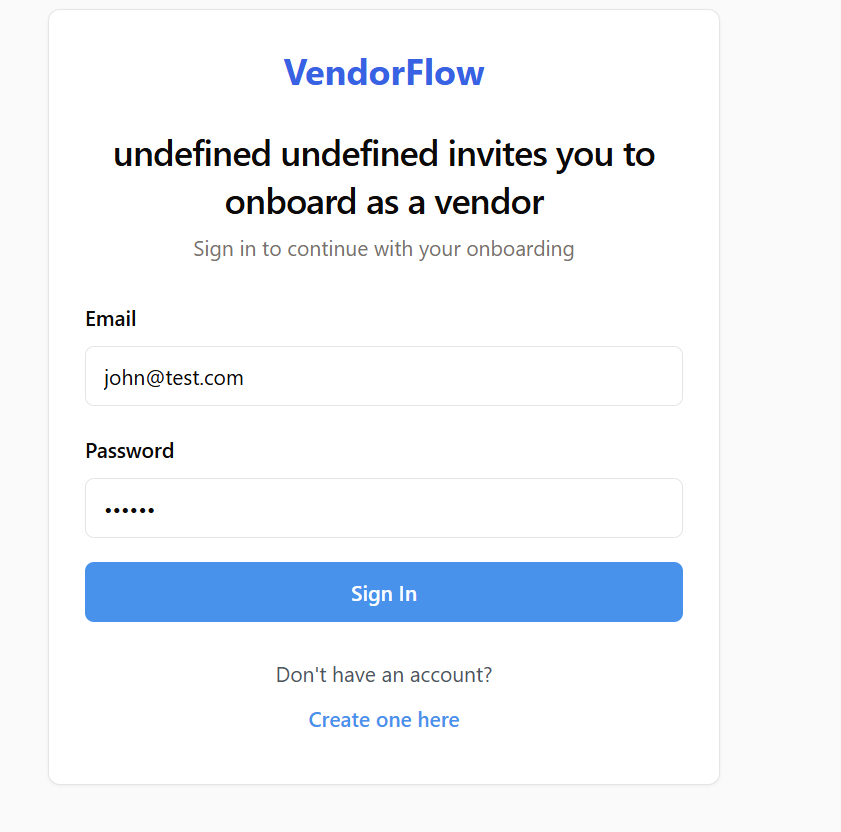 VendorFlow
undefined undefined invites you to
onboard as a vendor
Sign in to continue with your onboarding
Email
john@test.com
Password
••••••
Sign In
Don't have an account?
Create one here